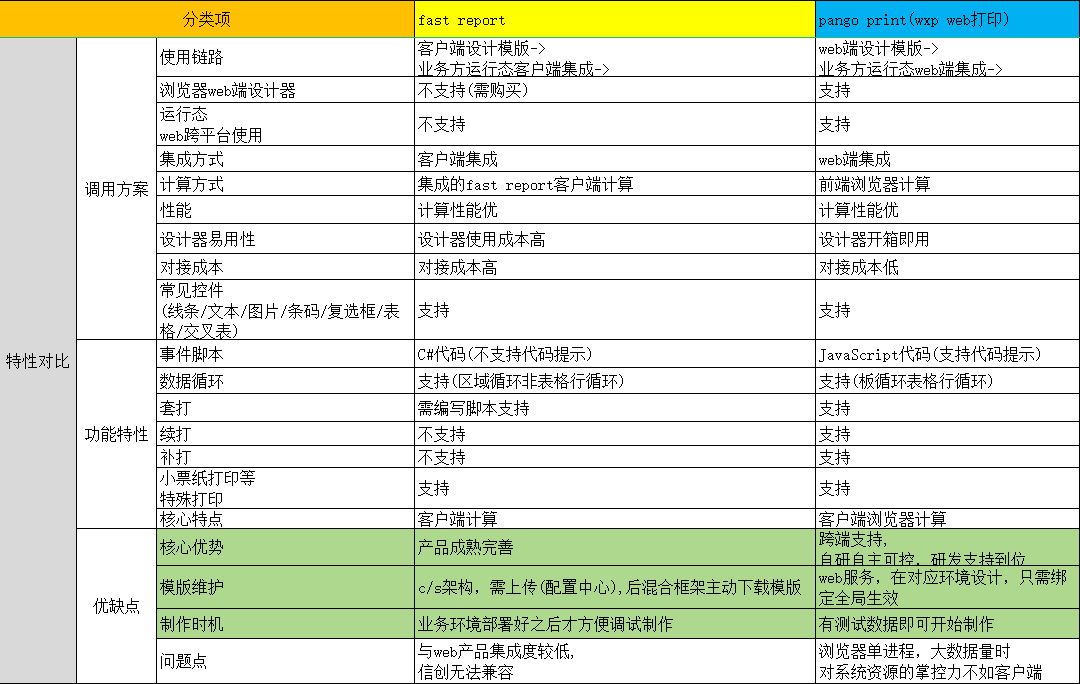 分类项
fast report
pango print(wxp web打印)
特性对比
调用方案
使用链路
客户端设计模版->
业务方运行态客户端集成->
web端设计模版->
业务方运行态web端集成->
浏览器web端设计器
不支持(需购买)
支持
运行态
web跨平台使用
不支持
支持
集成方式
客户端集成
web端集成
计算方式
集成的fast report客户端计算
前端浏览器计算
性能
计算性能优
计算性能优
设计器易用性
设计器使用成本高
设计器开箱即用
对接成本
对接成本高
对接成本低
常见控件
(线条/文本/图片/条码/复选框/表
格/交叉表)
支持
支持
功能特性
事件脚本
C#代码(不支持代码提示)
JavaScript代码(支持代码提示)
数据循环
支持(区域循环非表格行循环)
支持(板循环表格行循环)
套打
需编写脚本支持
支持
续打
不支持
支持
补打
不支持
支持
小票纸打印等
特殊打印
支持
支持
核心特点
客户端计算
客户端浏览器计算
优缺点
核心优势
产品成熟完善
跨端支持,
自研自主可控，研发支持到位
模版维护
c/s架构，需上传(配置中心),后混合框架主动下载模版
web服务，在对应环境设计，只需绑
定全局生效
制作时机
业务环境部署好之后才方便调试制作
有测试数据即可开始制作
问题点
与web产品集成度较低,
信创无法兼容
浏览器单进程，大数据量时
对系统资源的掌控力不如客户端